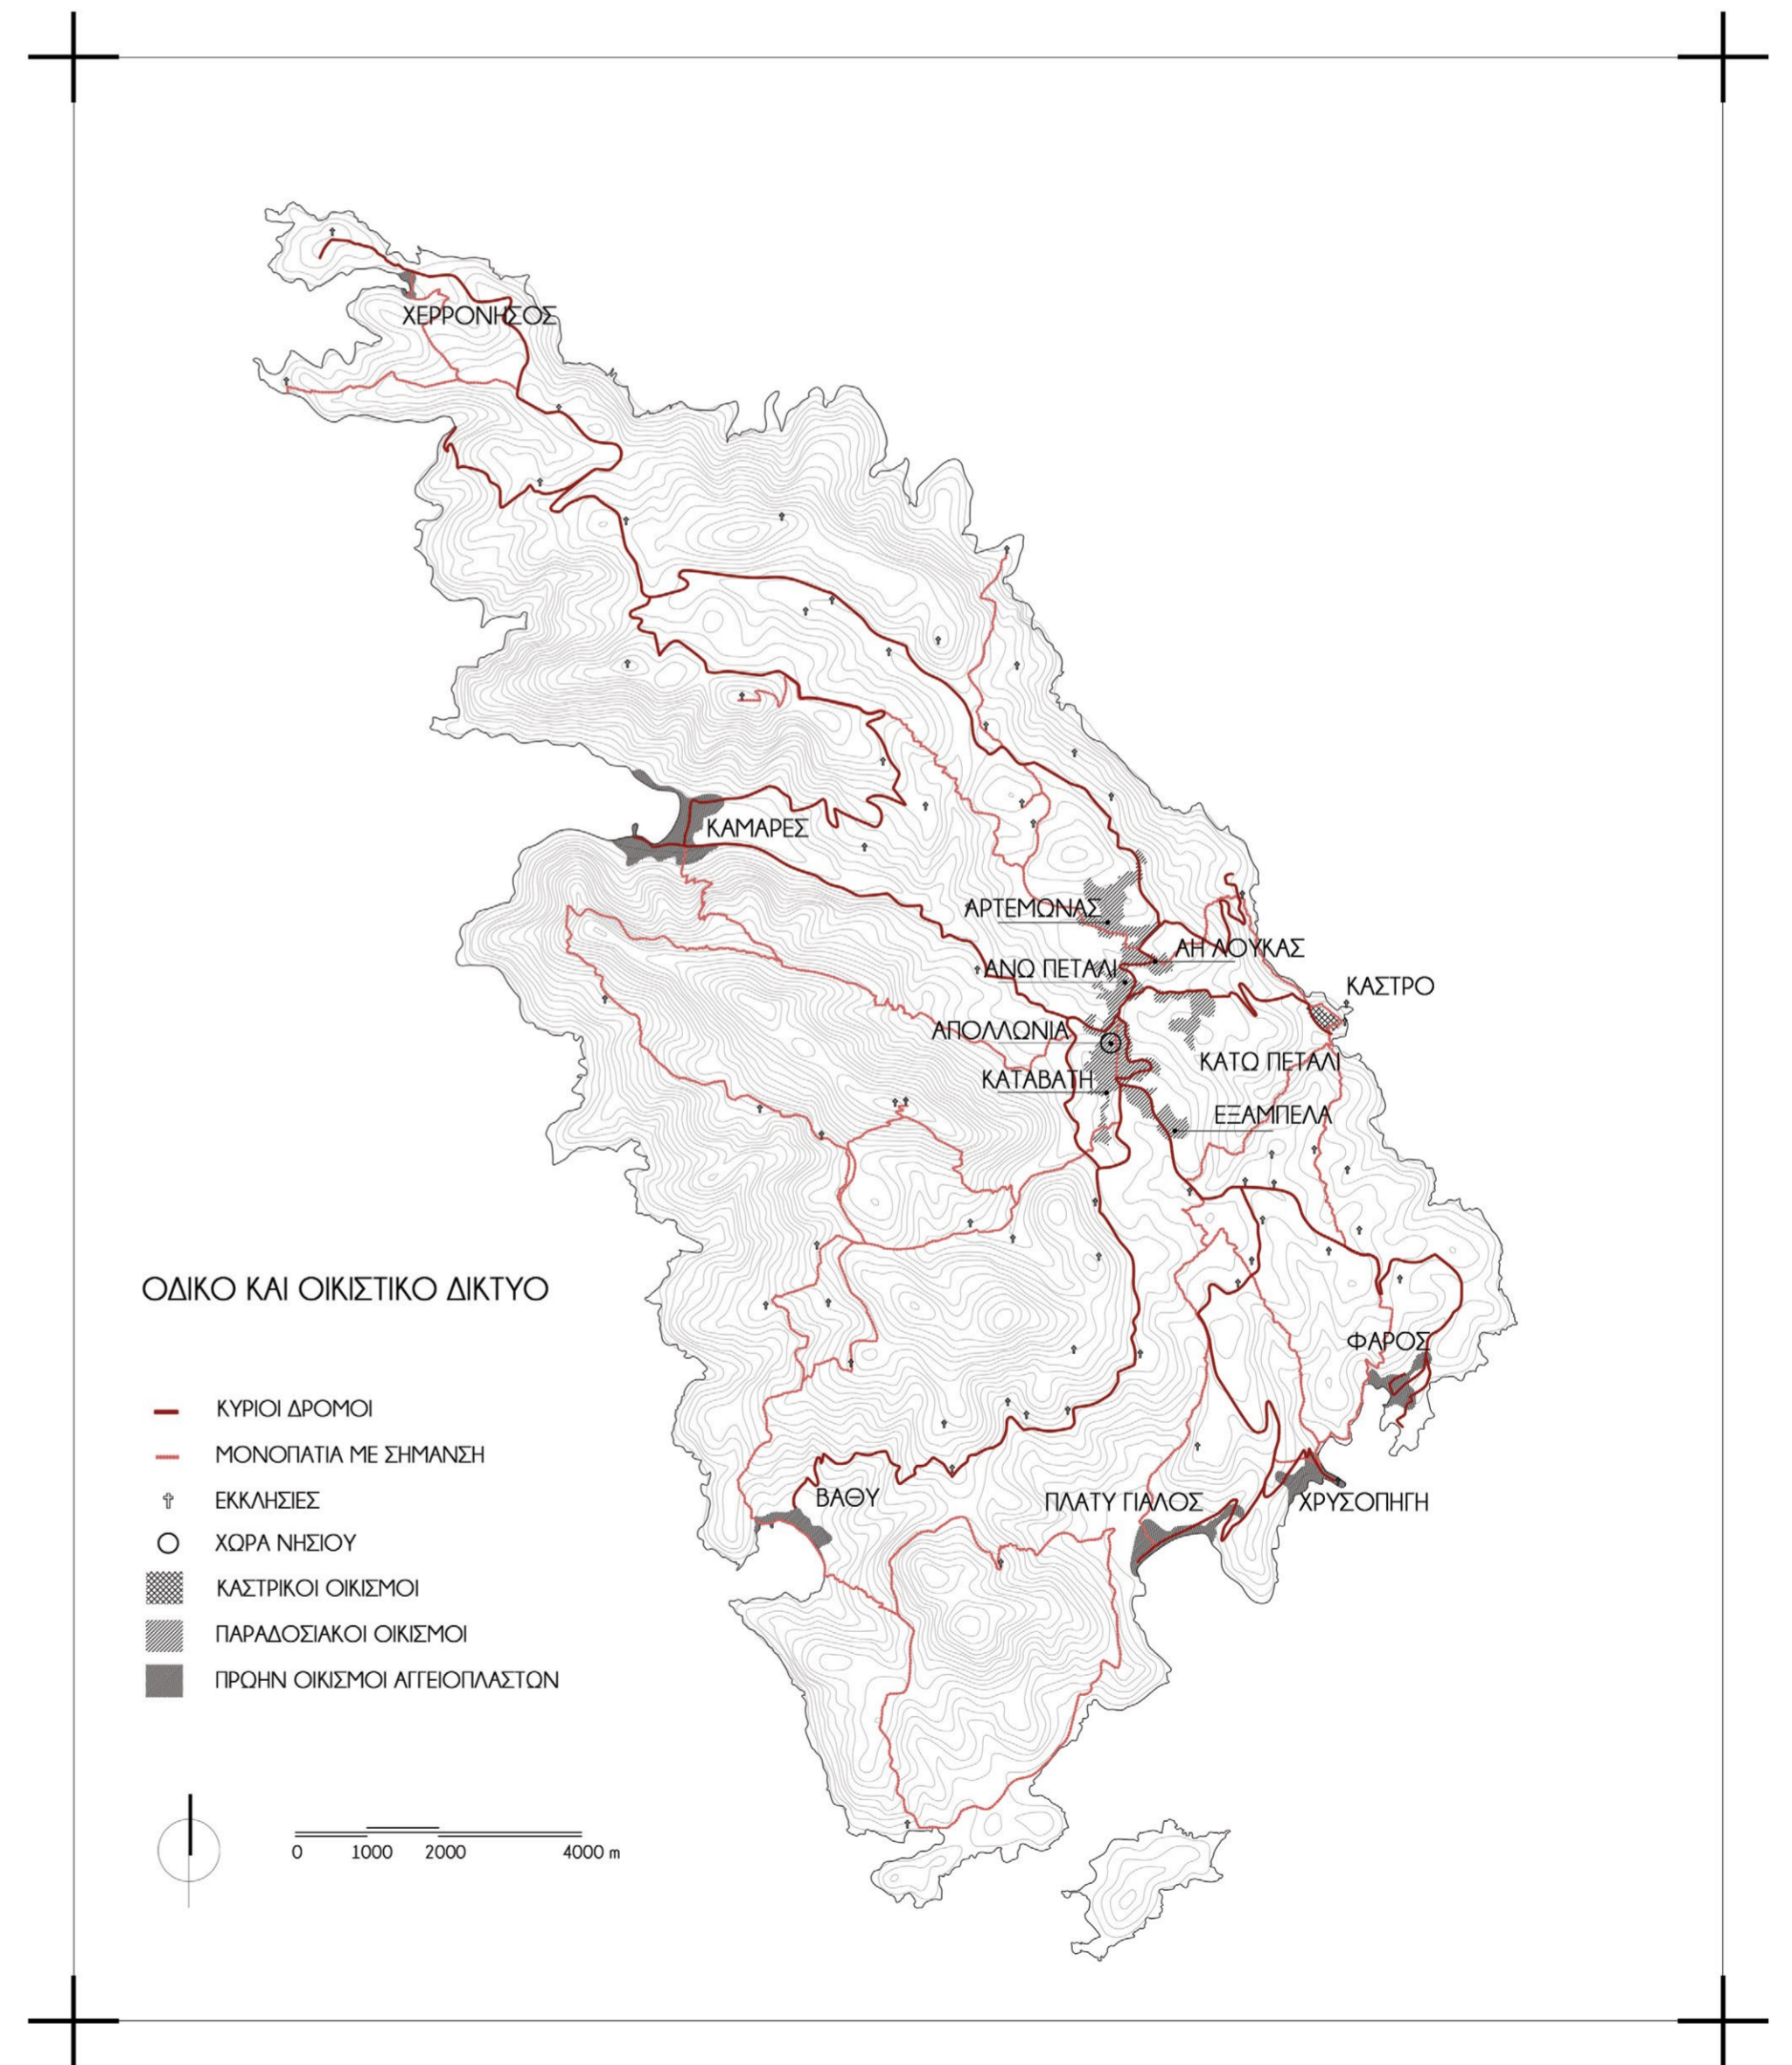 ΧΕΡΡΟΝΗΣΟΣ
ΚΑΜΑΡΕΣ
ΑΡΤΕΜΩΝΑΣ
ΑΗ ΛΟΥΚΑΣ
ΑΝΩ ΠΕΤΑΛΙ
ΚΑΣΤΡΟ
ΑΠΟΛΛΩΝΙΑ
ΚΑΤΩ ΠΕΤΑΛΙ
ΚΑΤΑΒΑΤΗ
ΕΞΑΜΠΕΛΑ
ΦΑΡΟΣ
ΒΑΘΥ
ΠΛΑΤΥ ΓΙΑΛΟΣ
ΧΡΥΣΟΠΗΓΗ
ΟΔΙΚΟ ΚΑΙ ΟΙΚΙΣΤΙΚΟ ΔΙΚΤΥΟ
ΚΥΡΙΟΙ ΔΡΟΜΟΙ
ΜΟΝΟΠΑΤΙΑ ΜΕ ΣΗΜΑΝΣΗ
ΕΚΚΛΗΣΙΕΣ
ΧΩΡΑ ΝΗΣΙΟΥ
ΚΑΣΤΡΙΚΟΙ ΟΙΚΙΣΜΟΙ
ΠΑΡΑΔΟΣΙΑΚΟΙ ΟΙΚΙΣΜΟΙ
ΠΡΩΗΝ ΟΙΚΙΣΜΟΙ ΑΓΓΕΙΟΠΛΑΣΤΩΝ
0 1000 2000 4000 m